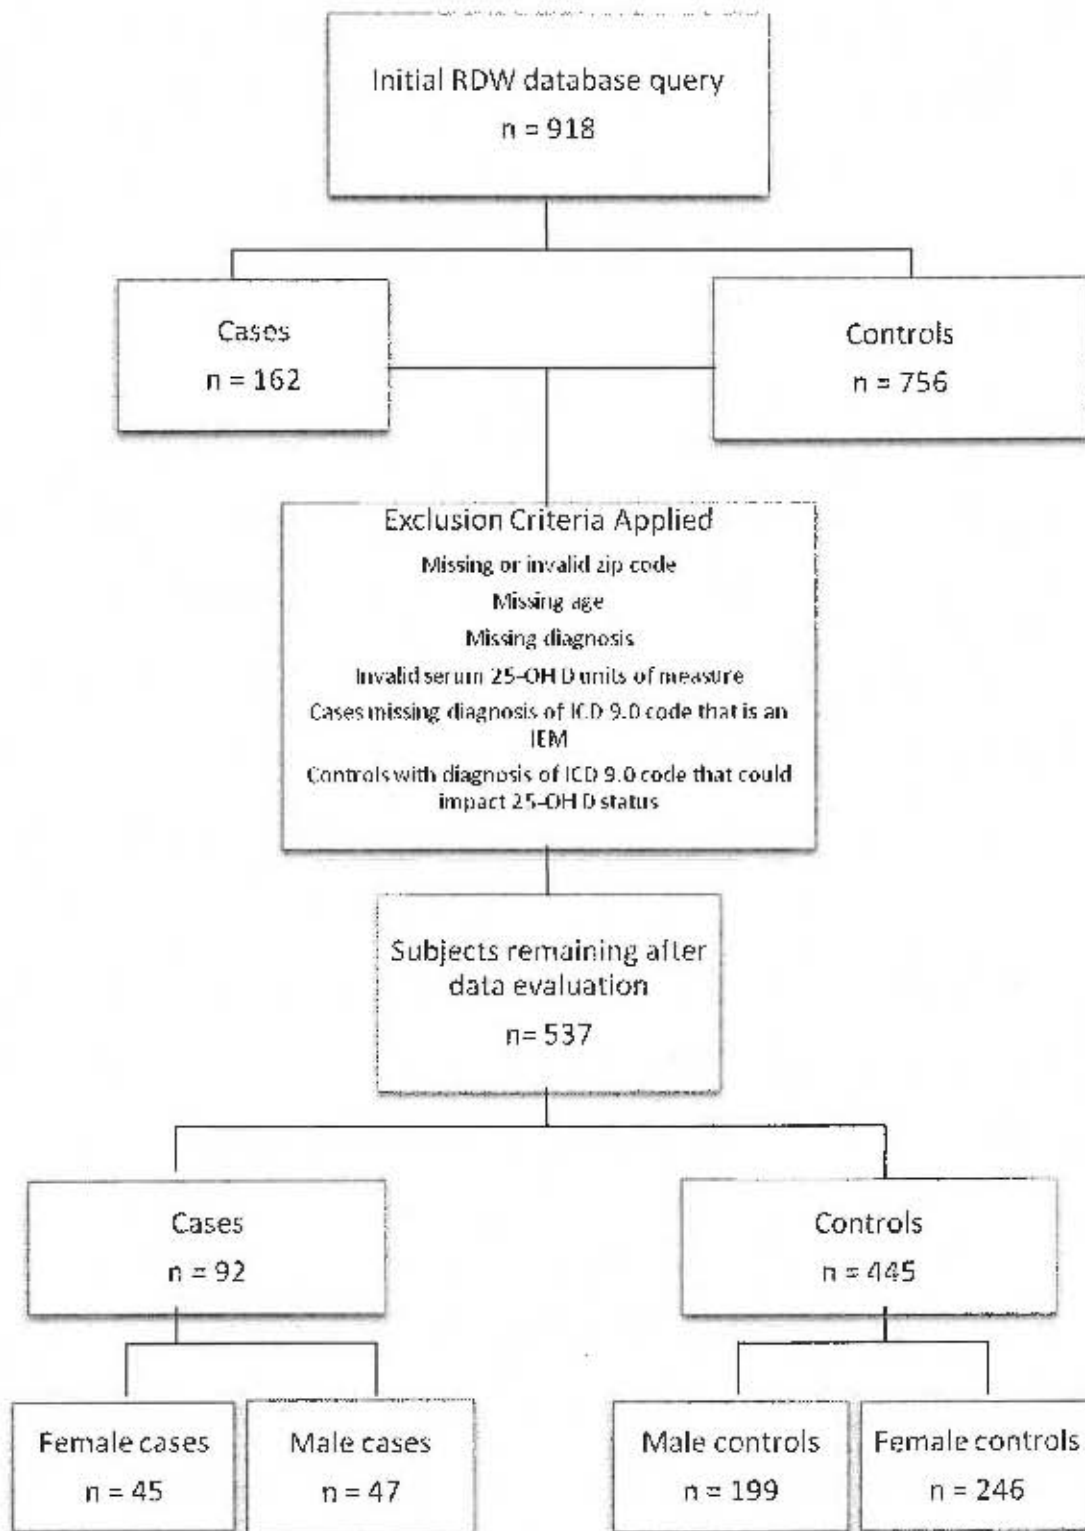 Initial RDW database query
n = 918
Cases
n = 162
Controls
n = 756
Exclusion Criteria Applied
Missing or invalid zip code
Missing age
Missing diagnosis
Invalid serum 25-OH D units of measure
Cases missing diagnosis of ICD 9.0 code that is an
IEM
Controls with diagnosis of ICD 9.0 code that could
impact 25-OH D status
Subjects remaining after
data evaluation
n= 537
Cases
n = 92
Controls
n = 445
Female cases
n = 45
Male cases
n = 47
Male controls
n = 199
Female controls
n = 246